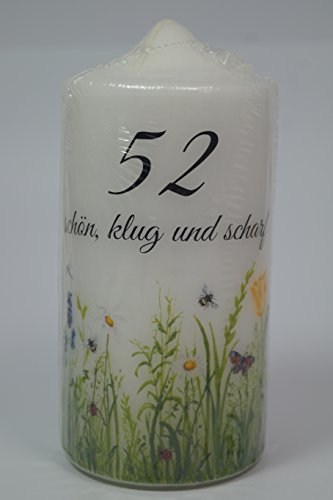 52
schön, klug und scharf